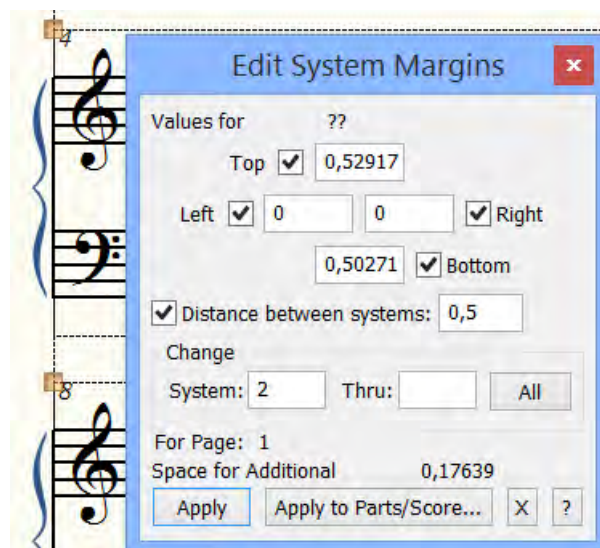 4
Edit System Margins x
Values for ??
Top 0,52917
Left 0 0 Right
0,50271 Bottom
Distance between systems: 0,5
Change
System: 2 Thru: All
8
For Page: 1
Space for Additional 0,17639
Apply Apply to Parts/Score... X ?